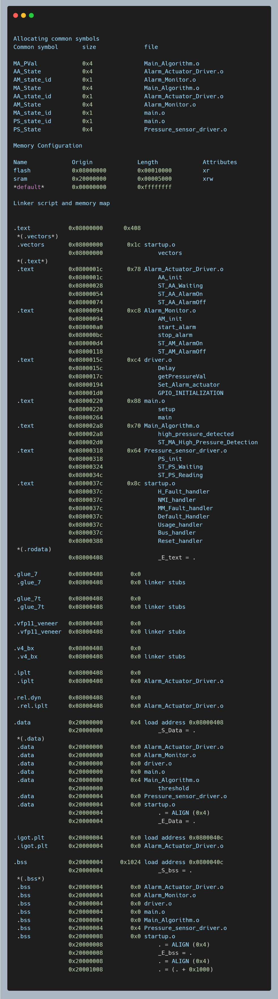 Allocating common symbols
Common symbol       size              file

MA_PVal             0x4               Main_Algorithm.o
AA_State            0x4               Alarm_Actuator_Driver.o
AM_state_id         0x1               Alarm_Monitor.o
MA_State            0x4               Main_Algorithm.o
AA_state_id         0x1               Alarm_Actuator_Driver.o
AM_State            0x4               Alarm_Monitor.o
MA_state_id         0x1               main.o
PS_state_id         0x1               main.o
PS_State            0x4               Pressure_sensor_driver.o

Memory Configuration

Name             Origin             Length             Attributes
flash            0x08000000         0x00010000         xr
sram             0x20000000         0x00005000         xrw
*default*        0x00000000         0xffffffff

Linker script and memory map


.text           0x08000000      0x408
 *(.vectors*)
 .vectors       0x08000000       0x1c startup.o
                0x08000000                vectors
 *(.text*)
 .text          0x0800001c       0x78 Alarm_Actuator_Driver.o
                0x0800001c                AA_init
                0x08000028                ST_AA_Waiting
                0x08000054                ST_AA_AlarmOn
                0x08000074                ST_AA_AlarmOff
 .text          0x08000094       0xc8 Alarm_Monitor.o
                0x08000094                AM_init
                0x080000a0                start_alarm
                0x080000bc                stop_alarm
                0x080000d4                ST_AM_AlarmOn
                0x08000118                ST_AM_AlarmOff
 .text          0x0800015c       0xc4 driver.o
                0x0800015c                Delay
                0x0800017c                getPressureVal
                0x08000194                Set_Alarm_actuator
                0x080001d0                GPIO_INITIALIZATION
 .text          0x08000220       0x88 main.o
                0x08000220                setup
                0x08000264                main
 .text          0x080002a8       0x70 Main_Algorithm.o
                0x080002a8                high_pressure_detected
                0x080002d0                ST_MA_High_Pressure_Detection
 .text          0x08000318       0x64 Pressure_sensor_driver.o
                0x08000318                PS_init
                0x08000324                ST_PS_Waiting
                0x0800034c                ST_PS_Reading
 .text          0x0800037c       0x8c startup.o
                0x0800037c                H_Fault_handler
                0x0800037c                NMI_handler
                0x0800037c                MM_Fault_handler
                0x0800037c                Default_Handler
                0x0800037c                Usage_handler
                0x0800037c                Bus_handler
                0x08000388                Reset_handler
 *(.rodata)
                0x08000408                _E_text = .

.glue_7         0x08000408        0x0
 .glue_7        0x08000408        0x0 linker stubs

.glue_7t        0x08000408        0x0
 .glue_7t       0x08000408        0x0 linker stubs

.vfp11_veneer   0x08000408        0x0
 .vfp11_veneer  0x08000408        0x0 linker stubs

.v4_bx          0x08000408        0x0
 .v4_bx         0x08000408        0x0 linker stubs

.iplt           0x08000408        0x0
 .iplt          0x08000408        0x0 Alarm_Actuator_Driver.o

.rel.dyn        0x08000408        0x0
 .rel.iplt      0x08000408        0x0 Alarm_Actuator_Driver.o

.data           0x20000000        0x4 load address 0x08000408
                0x20000000                _S_Data = .
 *(.data)
 .data          0x20000000        0x0 Alarm_Actuator_Driver.o
 .data          0x20000000        0x0 Alarm_Monitor.o
 .data          0x20000000        0x0 driver.o
 .data          0x20000000        0x0 main.o
 .data          0x20000000        0x4 Main_Algorithm.o
                0x20000000                threshold
 .data          0x20000004        0x0 Pressure_sensor_driver.o
 .data          0x20000004        0x0 startup.o
                0x20000004                . = ALIGN (0x4)
                0x20000004                _E_Data = .

.igot.plt       0x20000004        0x0 load address 0x0800040c
 .igot.plt      0x20000004        0x0 Alarm_Actuator_Driver.o

.bss            0x20000004     0x1024 load address 0x0800040c
                0x20000004                _S_bss = .
 *(.bss*)
 .bss           0x20000004        0x0 Alarm_Actuator_Driver.o
 .bss           0x20000004        0x0 Alarm_Monitor.o
 .bss           0x20000004        0x0 driver.o
 .bss           0x20000004        0x0 main.o
 .bss           0x20000004        0x0 Main_Algorithm.o
 .bss           0x20000004        0x4 Pressure_sensor_driver.o
 .bss           0x20000008        0x0 startup.o
                0x20000008                . = ALIGN (0x4)
                0x20000008                _E_bss = .
                0x20000008                . = ALIGN (0x4)
                0x20001008                . = (. + 0x1000)